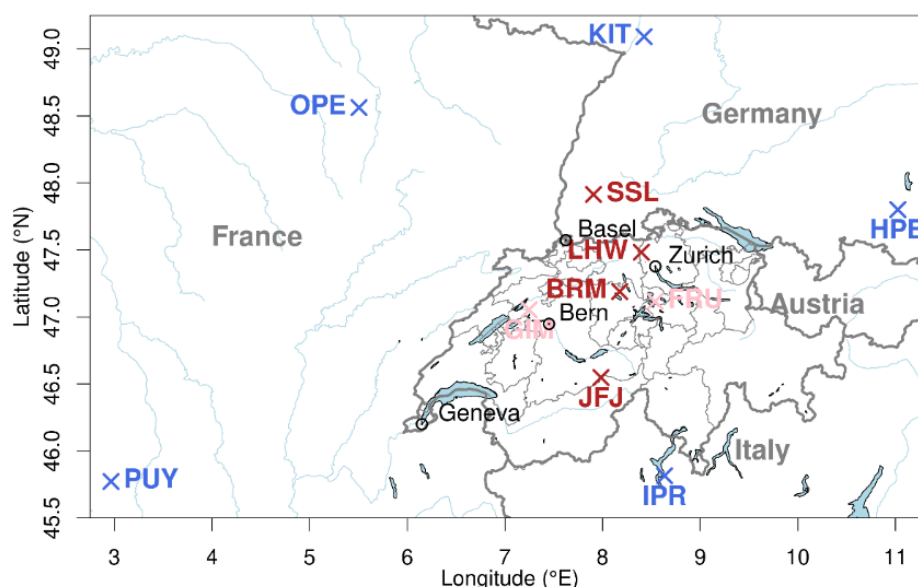 49.0
48.5
48.0
47.5
47.0
46.5
46.0
45.5
Latitude (°N)
KIT
OPE
Germany
SSL
HPB
France
Basel
LHW
Zurich
BRM
FRU
Austria
GIM
Bern
JFJ
Geneva
Italy
PUY
IPR
3 4 5 6 7 8 9 10 11
Longitude (°E)